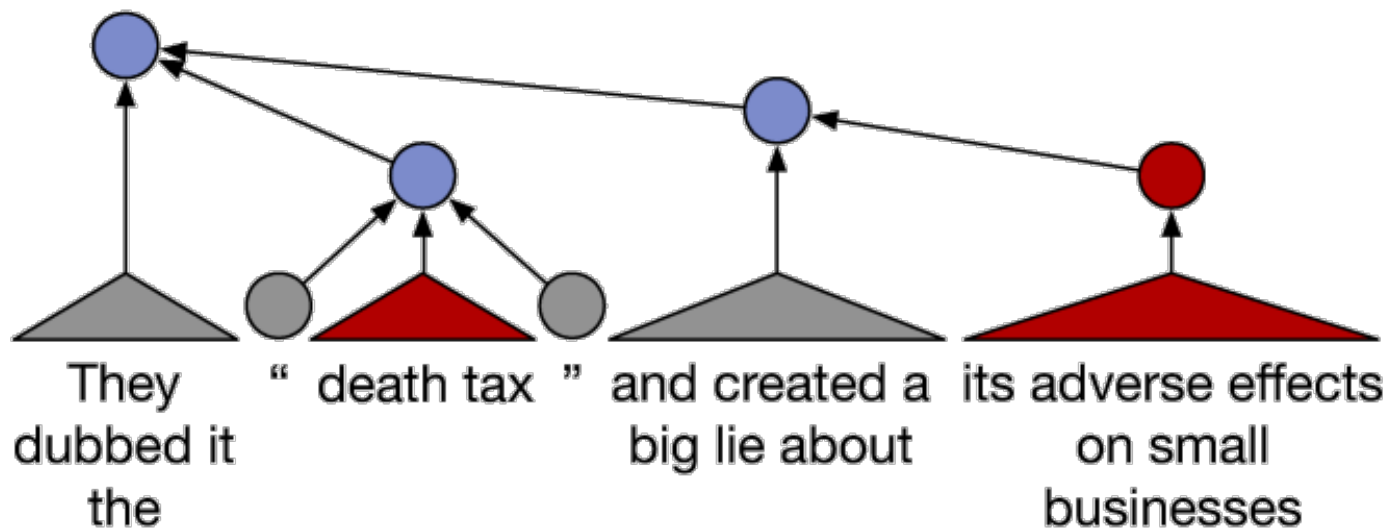 They “ death tax ” and created a its adverse effects
dubbed it big lie about on small
the businesses